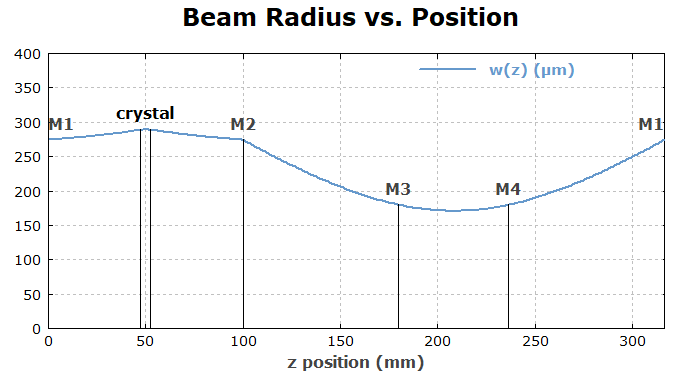 Beam Radius vs. Position
400
w(z) (μm)
350
300
crystal
M1
M2
M1
250
200
M3
M4
150
100
50
0
0 50 100 150 200 250 300
z position (mm)